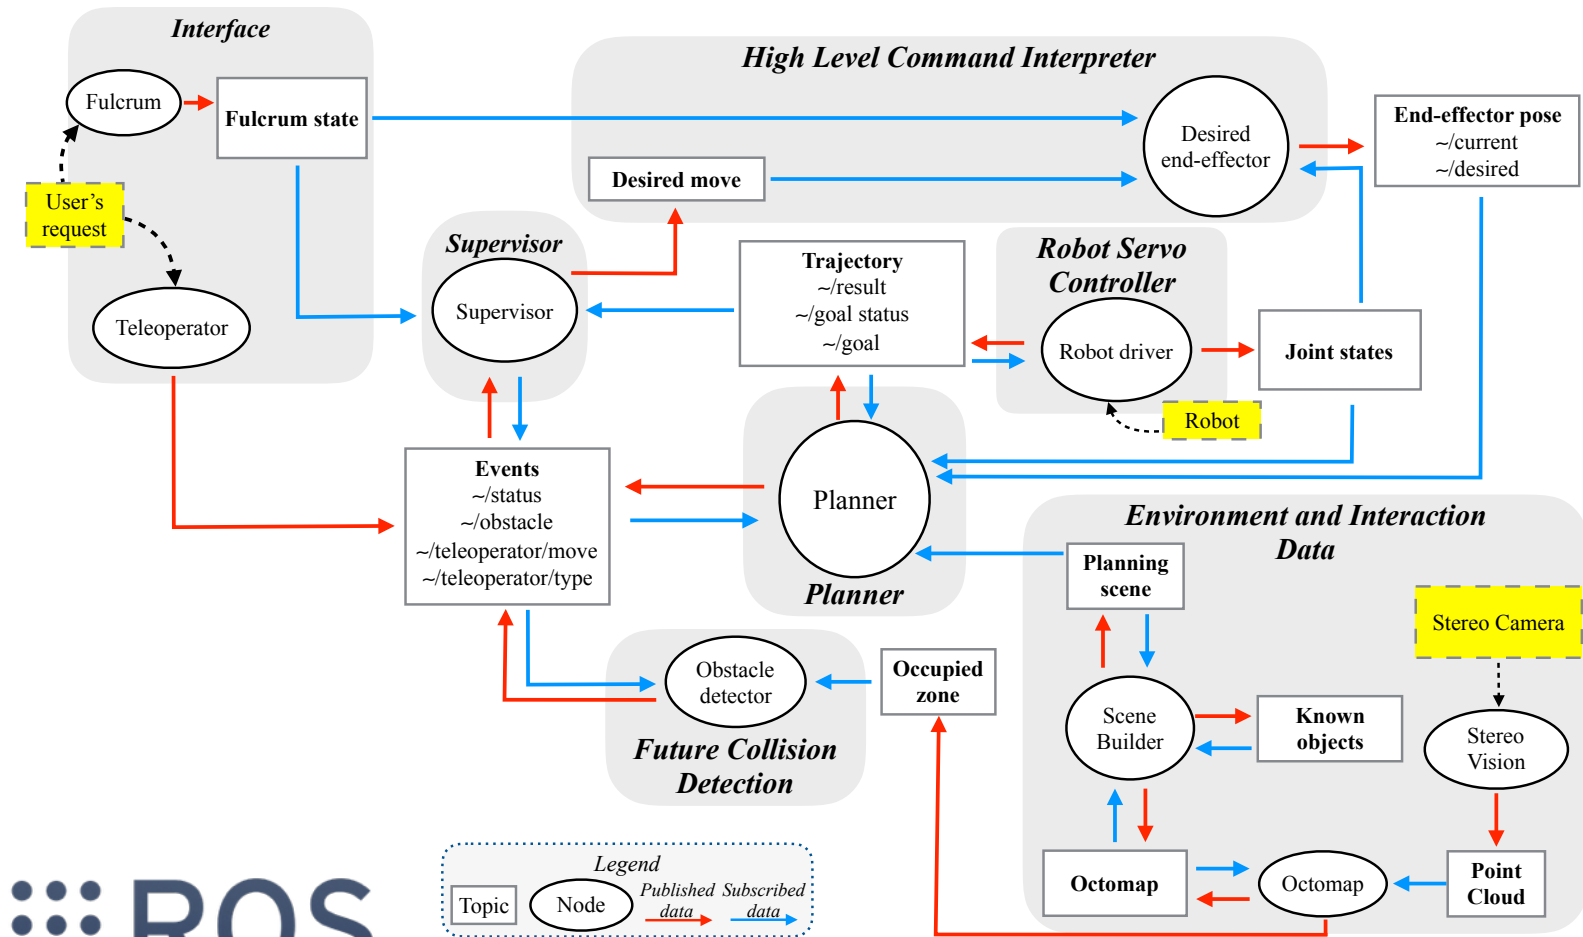 Interface
Fulcrum
Fulcrum state
User's
request
Teleoperator
High Level Command Interpreter
Desired
end-effector
Desired move
End-effector pose
~/current
~/desired
Supervisor
Supervisor
Trajectory
~/result
~/goal status
~/goal
Robot Servo
Controller
Robot driver
Joint states
Robot
Events
~/status
~/obstacle
~/teleoperator/move
~/teleoperator/type
Planner
Planner
Environment and Interaction
Data
Planning
scene
Stereo Camera
Obstacle
detector
Occupied
zone
Future Collision
Detection
Scene
Builder
Known
objects
Stereo
Vision
Octomap
Octomap
Point
Cloud
Legend
Topic
Node
Published
data
Subscribed
data
ROS